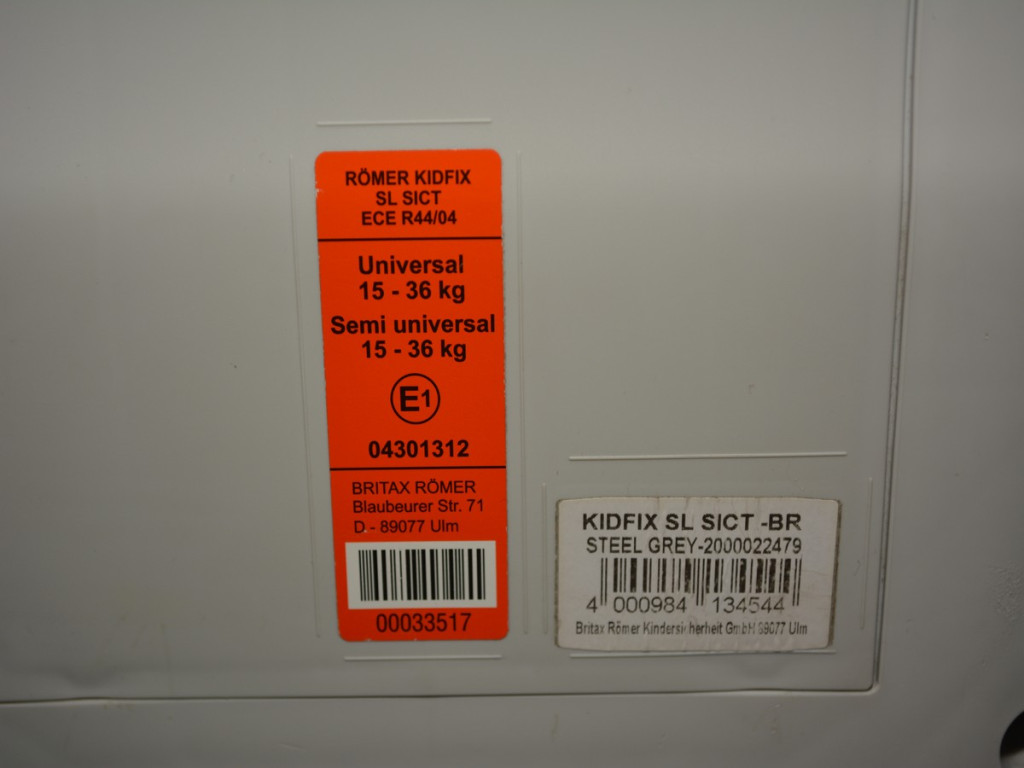 RÖMER KIDFIX
SL SICT
ECE R44/04
Universal
15 - 36 kg
Semi universal
15 - 36 kg
E1
04301312
BRITAX RÖMER
Blaubeurer Str. 71
D - 89077 Ulm
00033517
KIDFIX SL SICT -BR
STEEL GREY-2000022479
4 000984 134544
Britax Römer Kindersicherheit GmbH 89077 Ulm